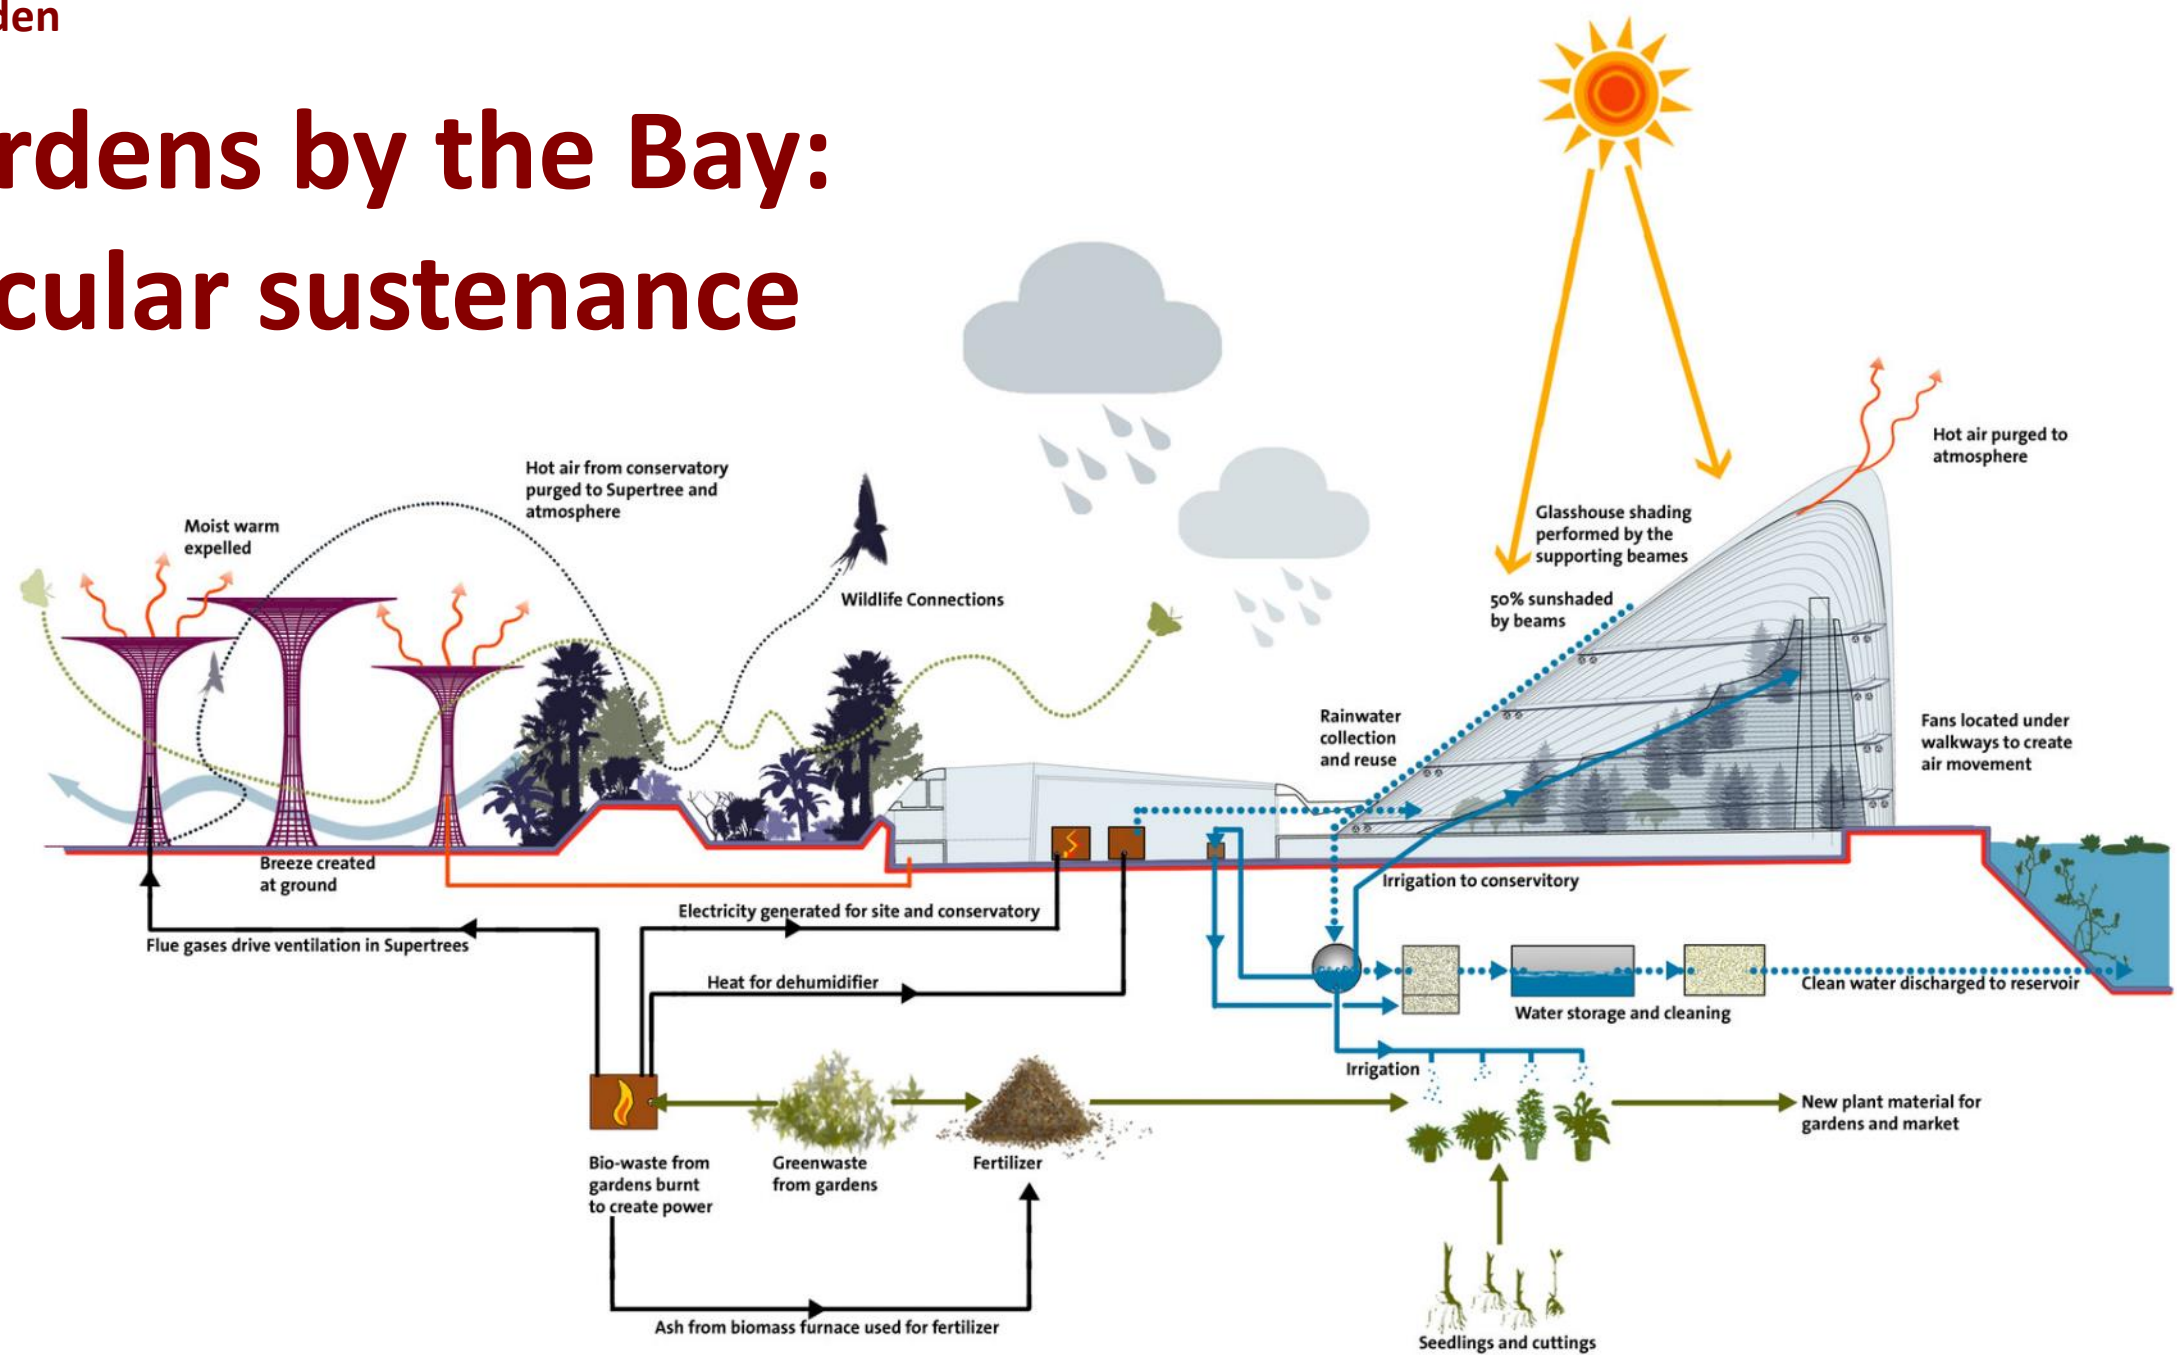 den
rdens by the Bay:
cular sustenance
Hot air from conservatory
purged to Supertree and
atmosphere
Moist warm
expelled
Wildlife Connections
Hot air purged to
atmosphere
Glasshouse shading
performed by the
supporting beames
50% sunshaded
by beams
Rainwater
collection
and reuse
Fans located under
walkways to create
air movement
Breeze created
at ground
Irrigation to conservitory
Electricity generated for site and conservatory
Flue gases drive ventilation in Supertrees
Heat for dehumidifier
Clean water discharged to reservoir
Water storage and cleaning
Irrigation
New plant material for
gardens and market
Bio-waste from
gardens burnt
to create power
Greenwaste
from gardens
Fertilizer
Ash from biomass furnace used for fertilizer
Seedlings and cuttings